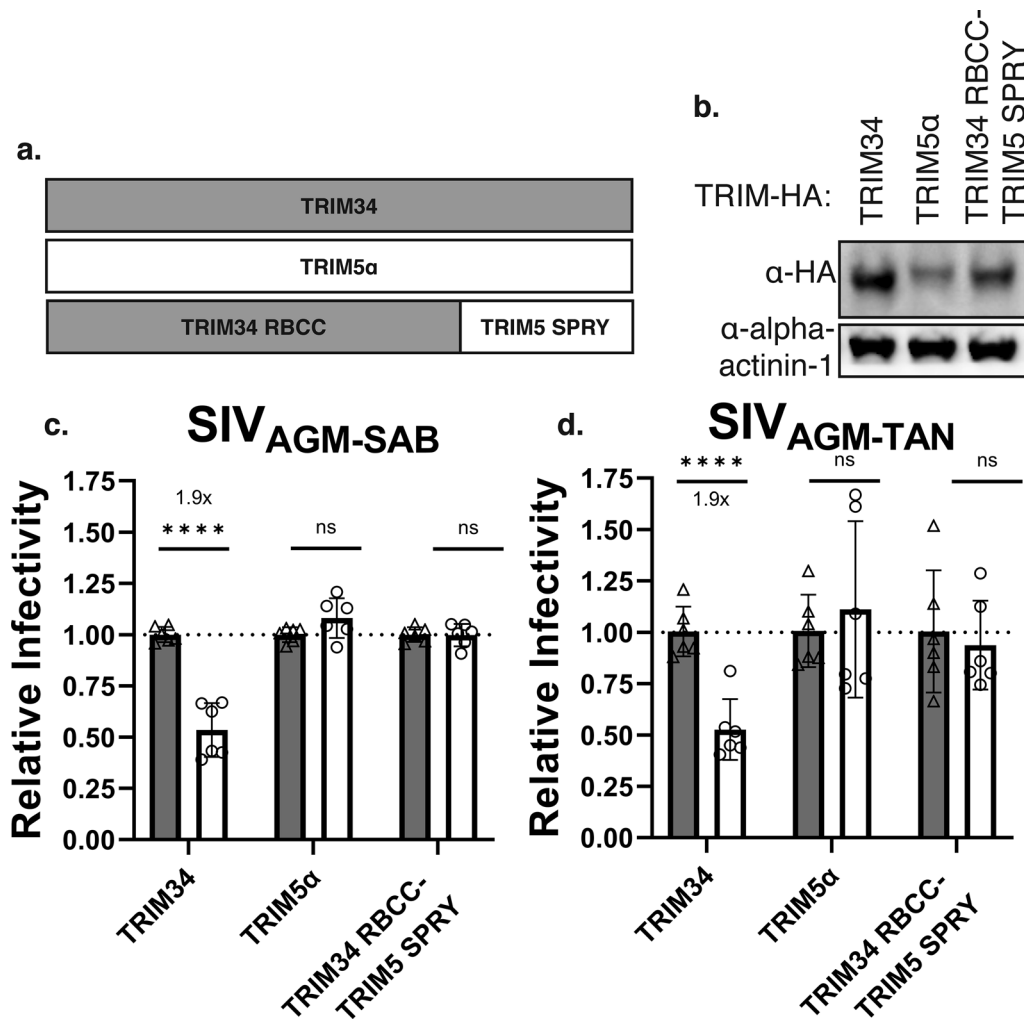 a.
TRIM34
TRIM5α
TRIM34 RBCC
TRIM5 SPRY
b.
TRIM-HA:
TRIM34
TRIM5α
TRIM34 RBCC-
TRIM5 SPRY
α-HA
α-alpha-
actinin-1
c.
SIVAGM-SAB
Relative Infectivity
1.75
1.50
1.25
1.00
0.75
0.50
0.25
0.00
1.9x
****
ns
ns
TRIM34
TRIM5α
TRIM34 RBCC-
TRIM5 SPRY
d.
SIVAGM-TAN
Relative Infectivity
1.75
1.50
1.25
1.00
0.75
0.50
0.25
0.00
****
1.9x
ns
ns
TRIM34
TRIM5α
TRIM34 RBCC-
TRIM5 SPRY